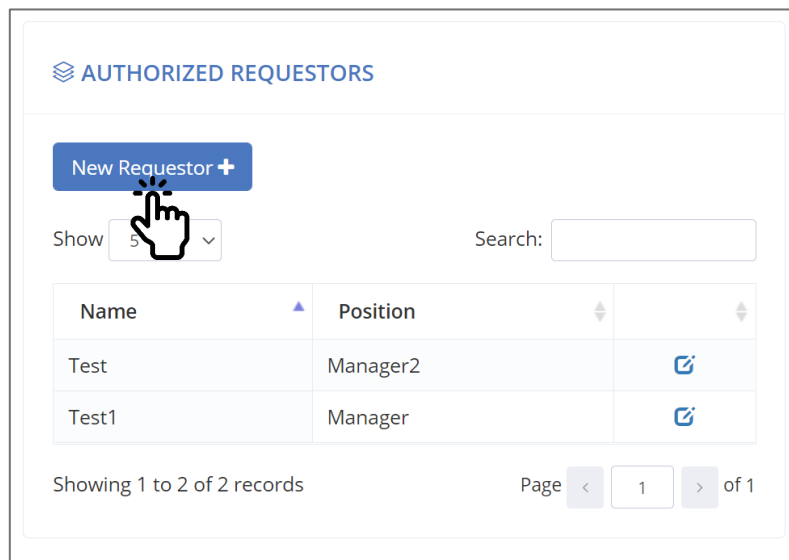 AUTHORIZED REQUESTORS
New Requestor +
Show 5 Search:
Name Position
Test Manager2
Test1 Manager
Showing 1 to 2 of 2 records Page < 1 > of 1